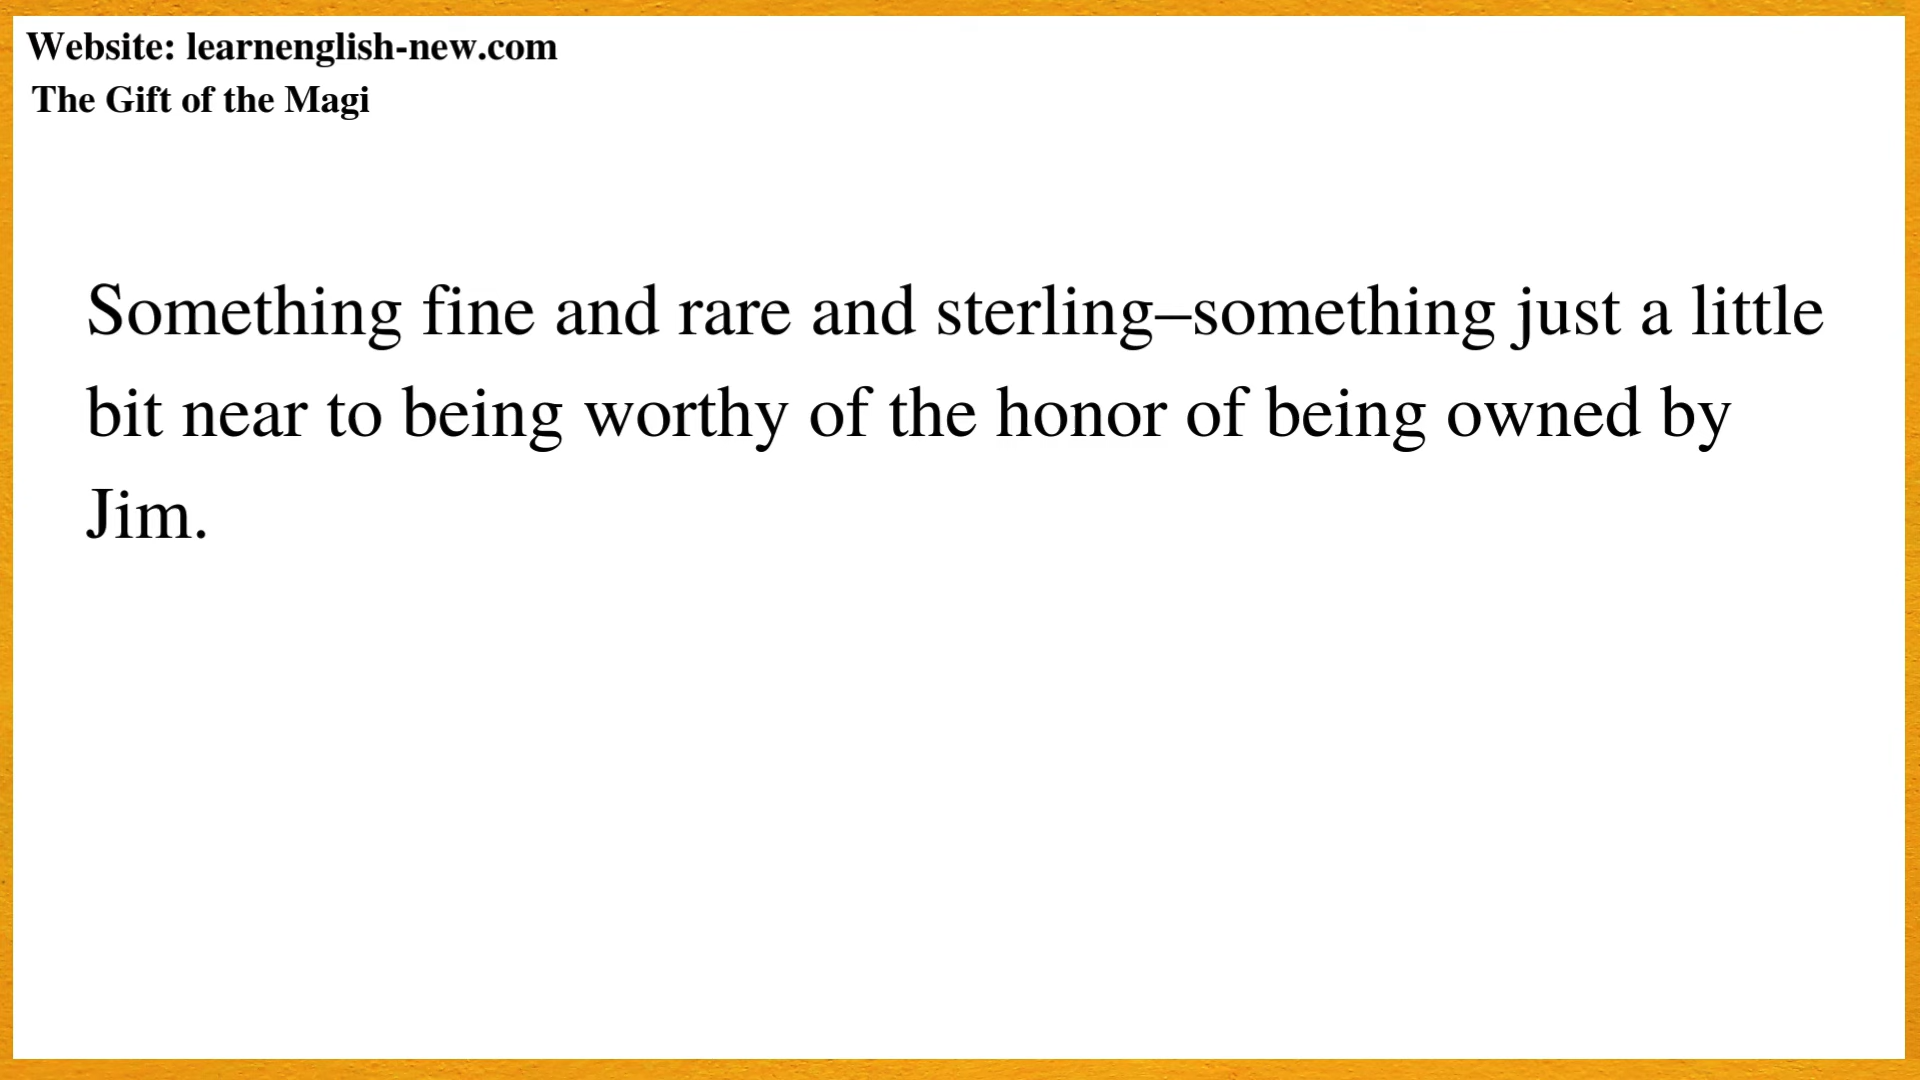 Website: learnenglish-new.com
The Gift of the Magi
Something fine and rare and sterling–something just a little
bit near to being worthy of the honor of being owned by
Jim.